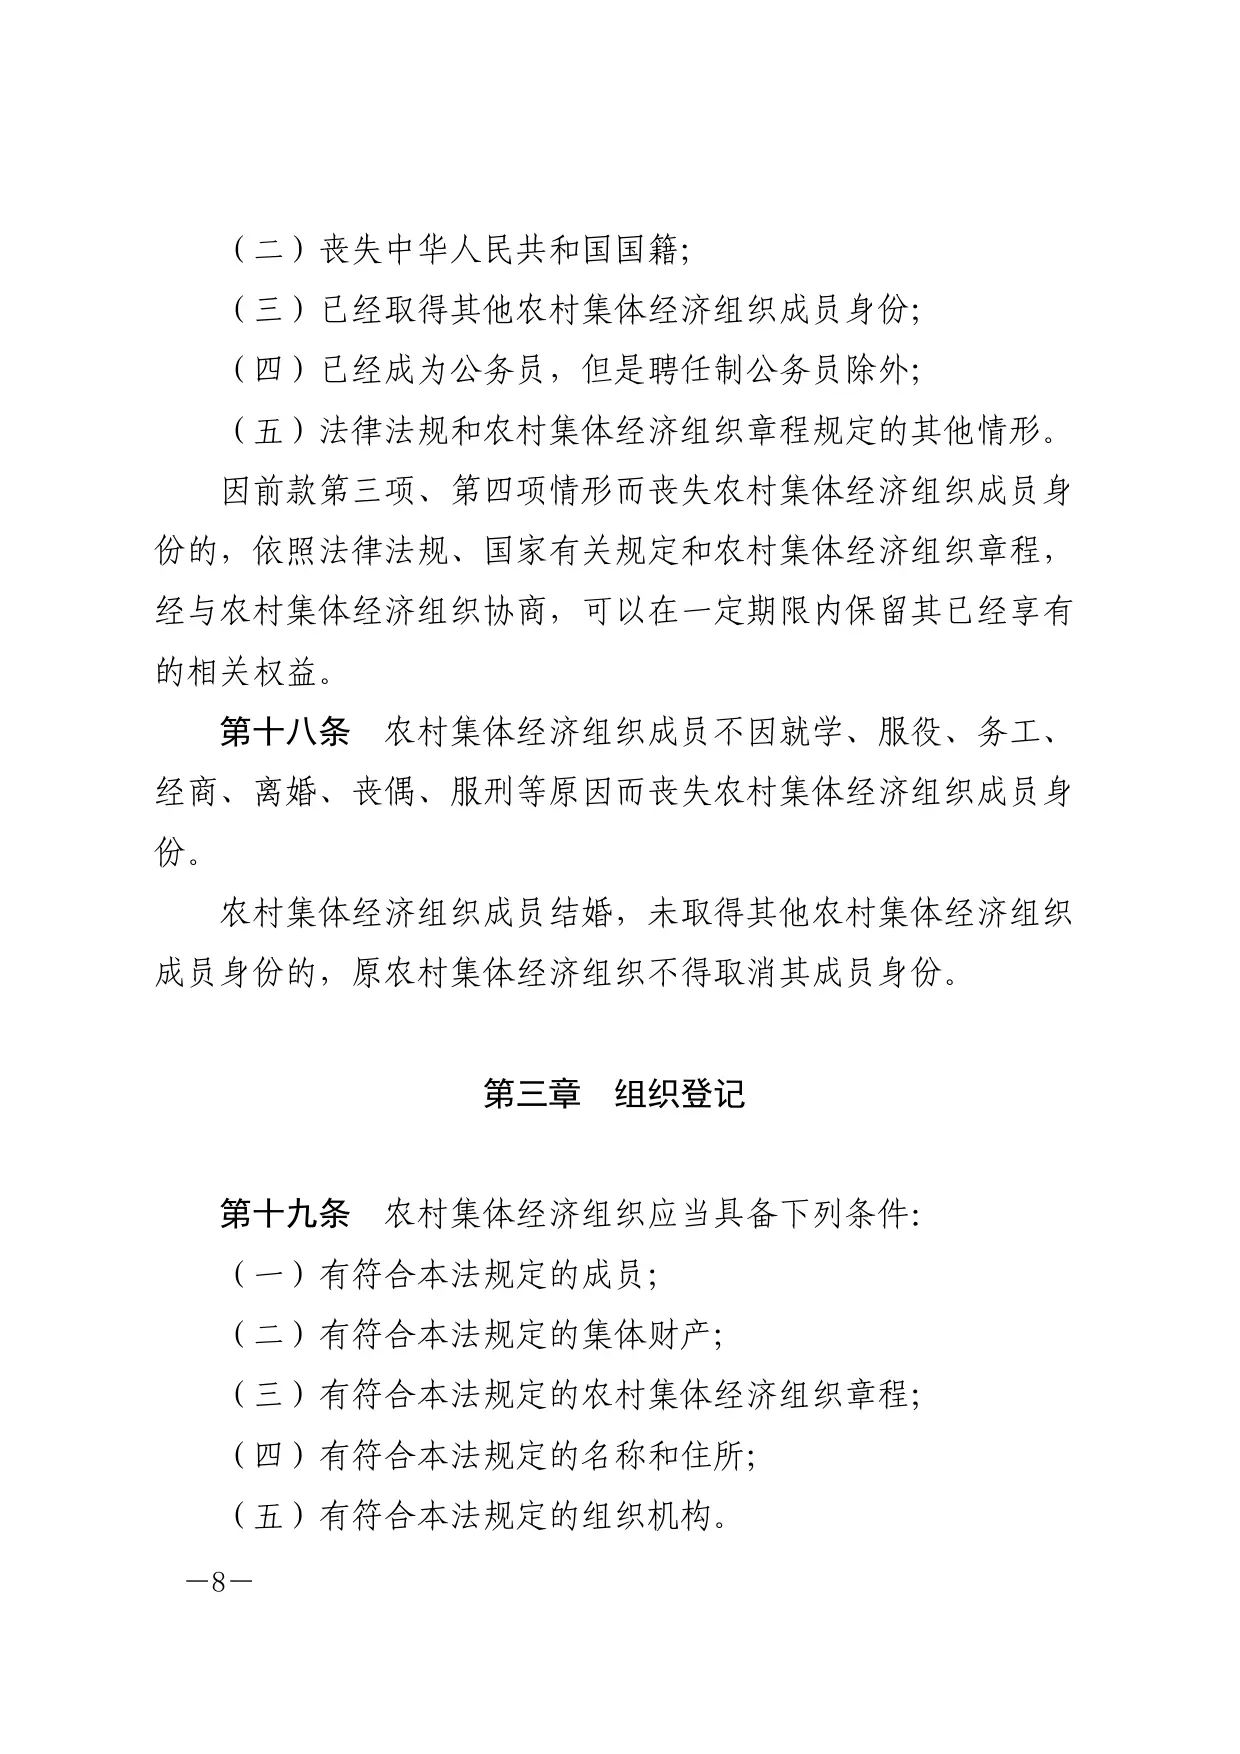 （二）丧失中华人民共和国国籍；
（三）已经取得其他农村集体经济组织成员身份；
（四）已经成为公务员，但是聘任制公务员除外；
（五）法律法规和农村集体经济组织章程规定的其他情形。
因前款第三项、第四项情形而丧失农村集体经济组织成员身
份的，依照法律法规、国家有关规定和农村集体经济组织章程，
经与农村集体经济组织协商，可以在一定期限内保留其已经享有
的相关权益。
第十八条　农村集体经济组织成员不因就学、服役、务工、
经商、离婚、丧偶、服刑等原因而丧失农村集体经济组织成员身
份。
农村集体经济组织成员结婚，未取得其他农村集体经济组织
成员身份的，原农村集体经济组织不得取消其成员身份。
第三章　组织登记
第十九条　农村集体经济组织应当具备下列条件：
（一）有符合本法规定的成员；
（二）有符合本法规定的集体财产；
（三）有符合本法规定的农村集体经济组织章程；
（四）有符合本法规定的名称和住所；
（五）有符合本法规定的组织机构。
—8—